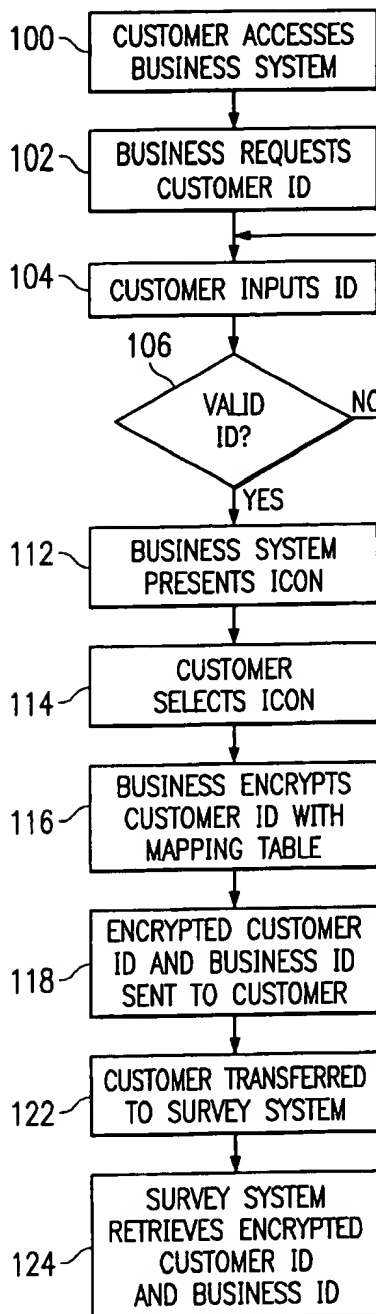 100
CUSTOMER ACCESSES
BUSINESS SYSTEM
102
BUSINESS REQUESTS
CUSTOMER ID
104
CUSTOMER INPUTS ID
106
VALID
ID?
NO
YES
112
BUSINESS SYSTEM
PRESENTS ICON
114
CUSTOMER
SELECTS ICON
116
BUSINESS ENCRYPTS
CUSTOMER ID WITH
MAPPING TABLE
118
ENCRYPTED CUSTOMER
ID AND BUSINESS ID
SENT TO CUSTOMER
122
CUSTOMER TRANSFERRED
TO SURVEY SYSTEM
124
SURVEY SYSTEM
RETRIEVES ENCRYPTED
CUSTOMER ID
AND BUSINESS ID